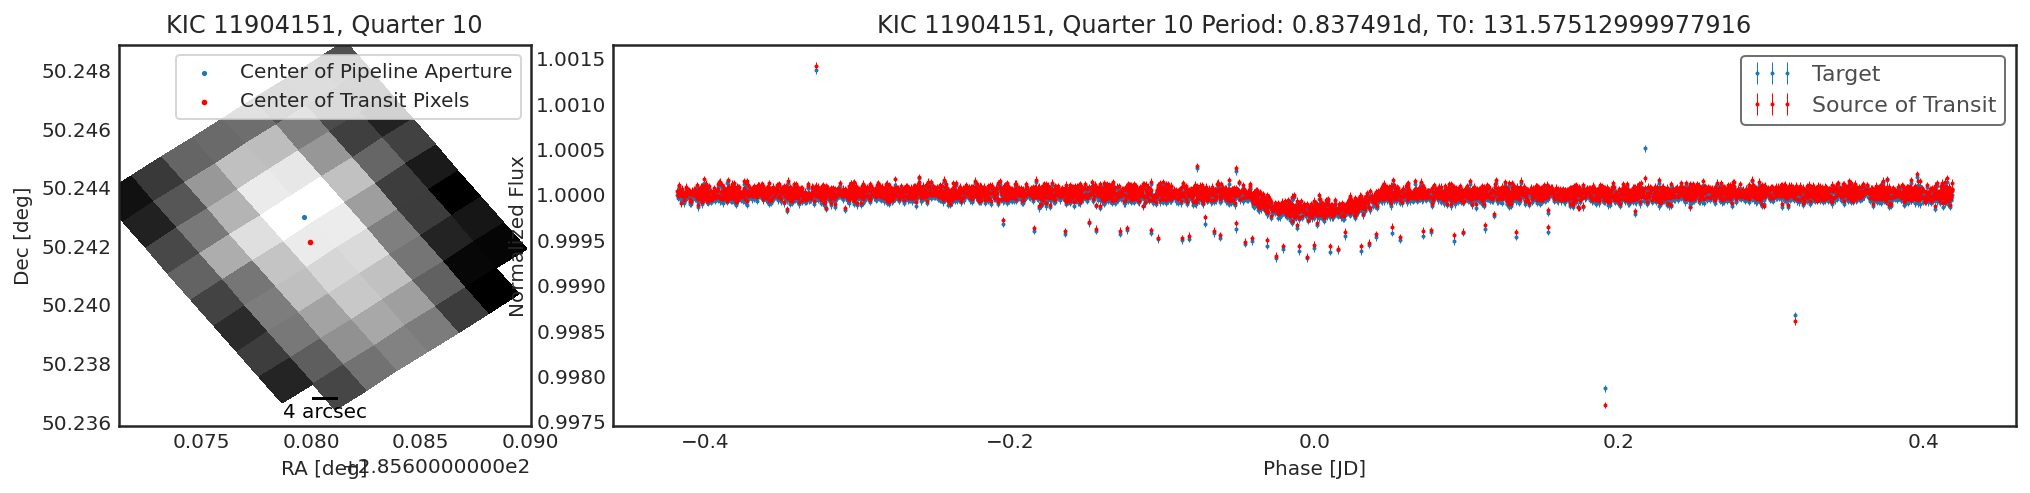 KIC 11904151, Quarter 10
Center of Pipeline Aperture
Center of Transit Pixels
50.248
50.246
50.244
50.242
50.240
50.238
50.236
Dec [deg]
4 arcsec
0.075
0.080
0.085
0.090
RA [deg]
+2.8560000000e2
KIC 11904151, Quarter 10 Period: 0.837491d, T0: 131.57512999977916
Target
Source of Transit
1.0015
1.0010
1.0005
1.0000
0.9995
0.9990
0.9985
0.9980
0.9975
Normalized Flux
−0.4
−0.2
0.0
0.2
0.4
Phase [JD]